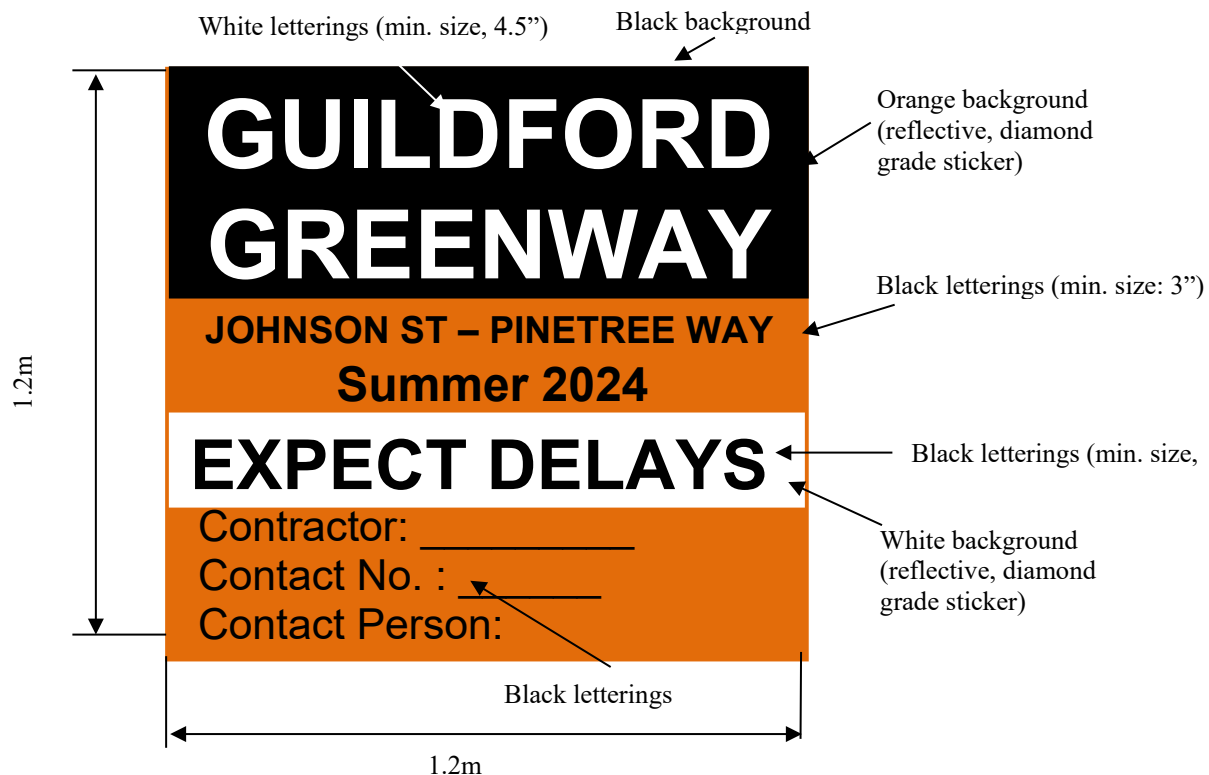 White letterings (min. size, 4.5”)
Black background
GUILDFORD
GREENWAY
Orange background
(reflective, diamond
grade sticker)
Black letterings (min. size: 3”)
JOHNSON ST – PINETREE WAY
Summer 2024
1.2m
EXPECT DELAYS
Black letterings (min. size,
Contractor: _________
Contact No. : ______
Contact Person:
White background
(reflective, diamond
grade sticker)
Black letterings
1.2m